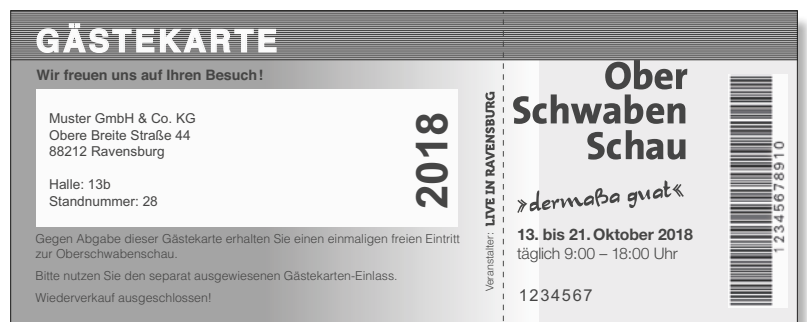 GÄSTEKARTE
Wir freuen uns auf Ihren Besuch!
Muster GmbH & Co. KG
Obere Breite Straße 44
88212 Ravensburg
Halle: 13b
Standnummer: 28
2018
Gegen Abgabe dieser Gästekarte erhalten Sie einen einmaligen freien Eintritt
zur Oberschwabenschau.
Bitte nutzen Sie den separat ausgewiesenen Gästekarten-Einlass.
Wiederverkauf ausgeschlossen!
Veranstalter: LIVE IN RAVENSBURG
Ober
Schwaben
Schau
»dermaßa guat«
13. bis 21. Oktober 2018
täglich 9:00 – 18:00 Uhr
1234567
12345678910